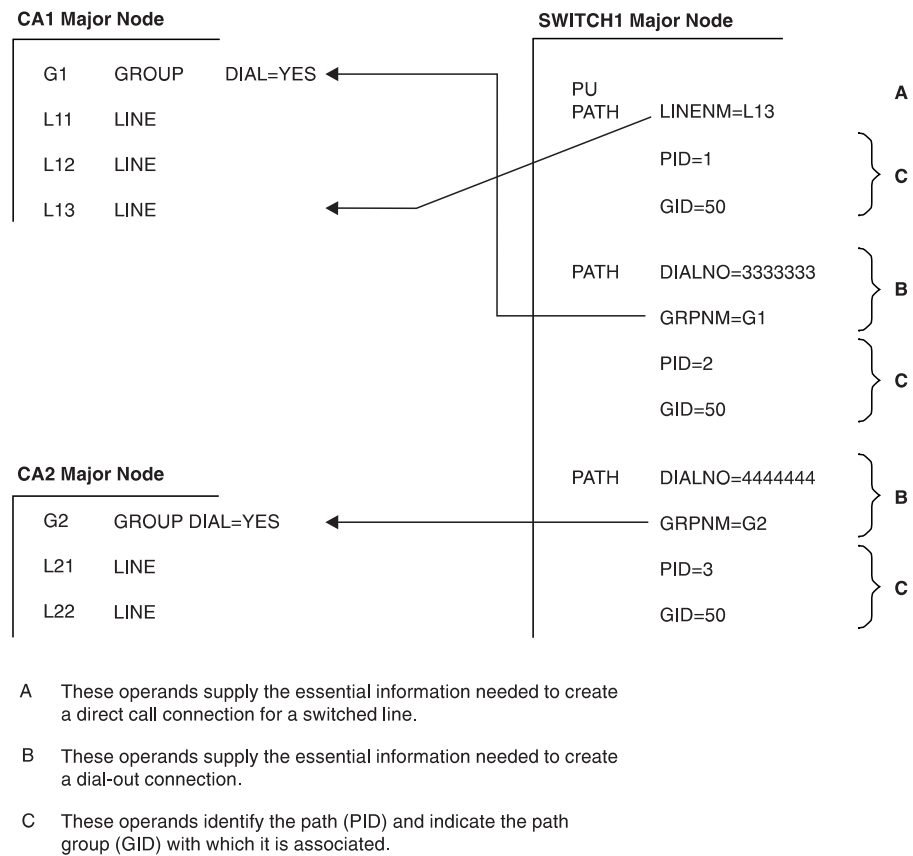 CA1 Major Node
G1 GROUP DIAL=YES
L11 LINE
L12 LINE
L13 LINE
SWITCH1 Major Node
PU
PATH LINENM=L13
A
PID=1
GID=50
C
PATH DIALNO=3333333
GRPNM=G1
B
PID=2
GID=50
C
CA2 Major Node
G2 GROUP DIAL=YES
L21 LINE
L22 LINE
PATH DIALNO=4444444
GRPNM=G2
B
PID=3
GID=50
C
A These operands supply the essential information needed to create
a direct call connection for a switched line.
B These operands supply the essential information needed to create
a dial-out connection.
C These operands identify the path (PID) and indicate the path
group (GID) with which it is associated.